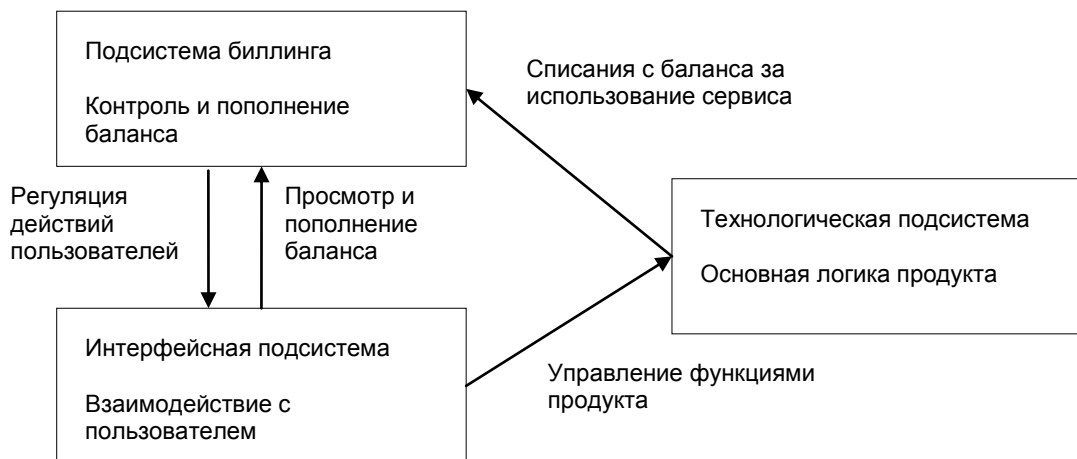 Подсистема биллинга
Контроль и пополнение
баланса
Списания с баланса за
использование сервиса
Регуляция
действий
пользователей
Просмотр и
пополнение
баланса
Технологическая подсистема
Основная логика продукта
Интерфейсная подсистема
Взаимодействие с
пользователем
Управление функциями
продукта